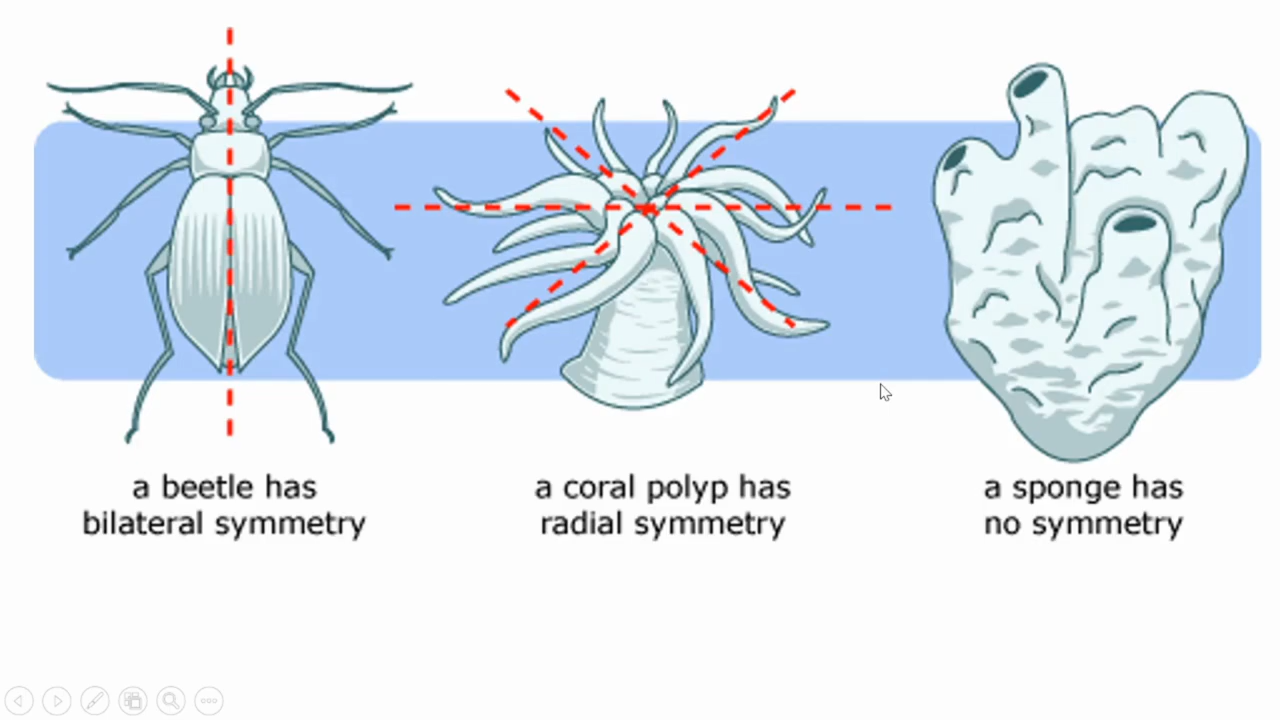 a beetle has
bilateral symmetry
a coral polyp has
radial symmetry
a sponge has
no symmetry